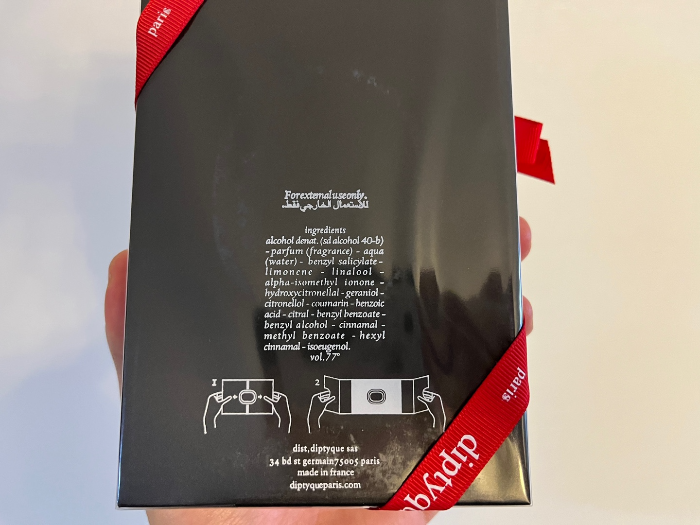 paris
For external use only.
للاستعمال الخارجي فقط.
ingredients
alcohol denat. (sd alcohol 40-b)
- parfum (fragrance) - aqua
(water) - benzyl salicylate -
limonene - linalool -
alpha-isomethyl ionone -
hydroxycitronellal - geraniol -
citronellol - coumarin - benzoic
acid - citral - benzyl benzoate -
benzyl alcohol - cinnamal -
methyl benzoate - hexyl
cinnamal - isoeugenol.
vol. 77°
1 2
dist. diptyque sas
34 bd st germain 75005 paris
made in france
diptyqueparis.com
paris
diptyq